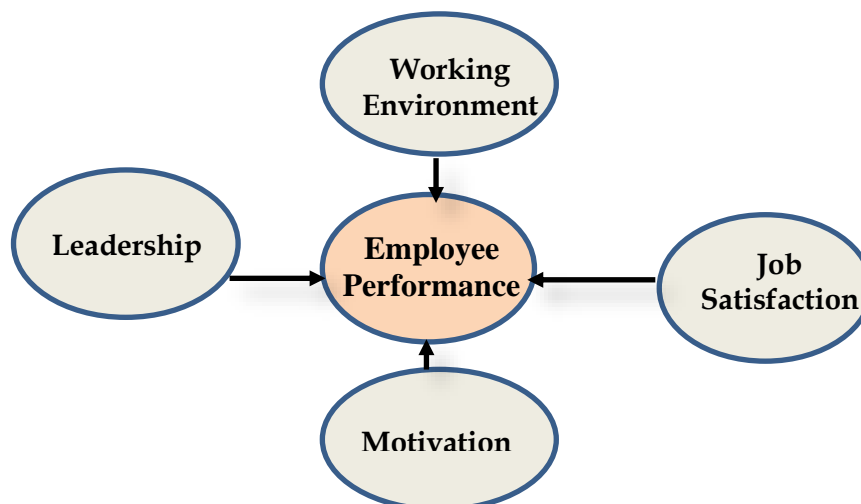 Working
Environment
Leadership
Employee
Performance
Job
Satisfaction
Motivation